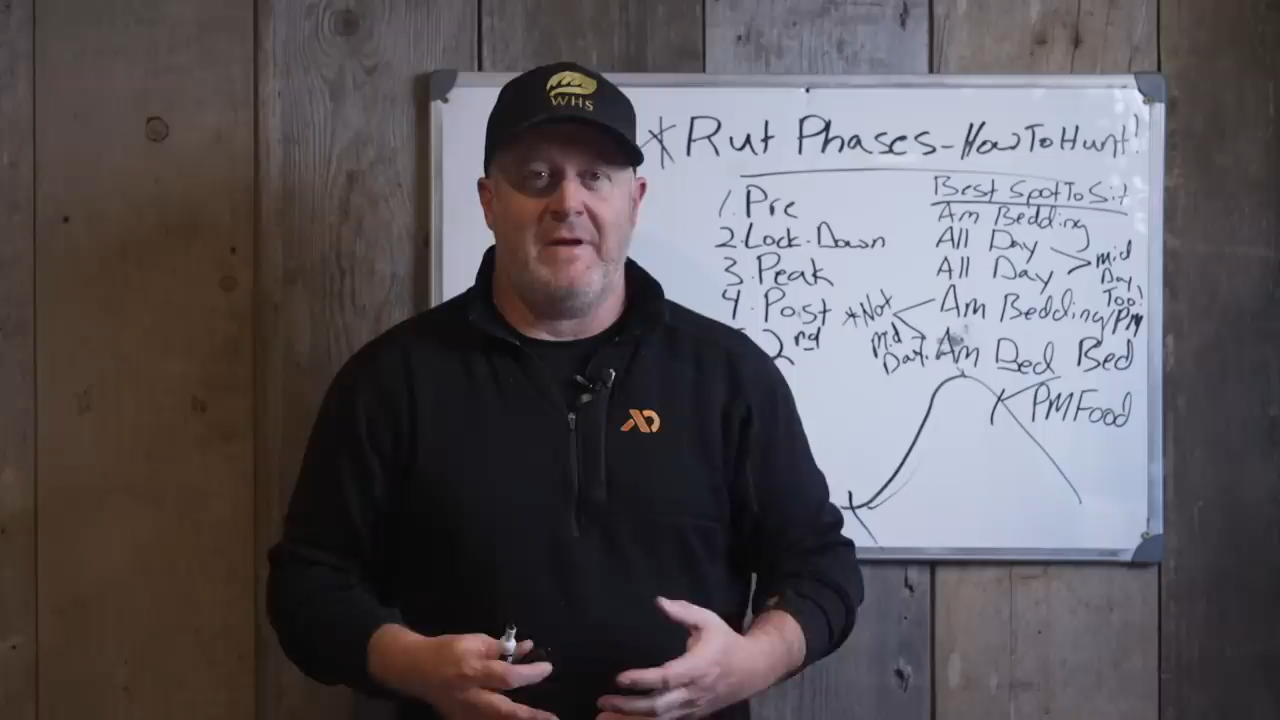 WHS
* Rut Phases - How To Hunt!
Best Spot To Sit
1. Pre
Am Bedding
2. Lock-Down
All Day
3. Peak
All Day
mid
Day
Too!
4. Post
*Not
Mid
Day.
Am Bedding/PM
2nd
Am Bed Bed
PM Food